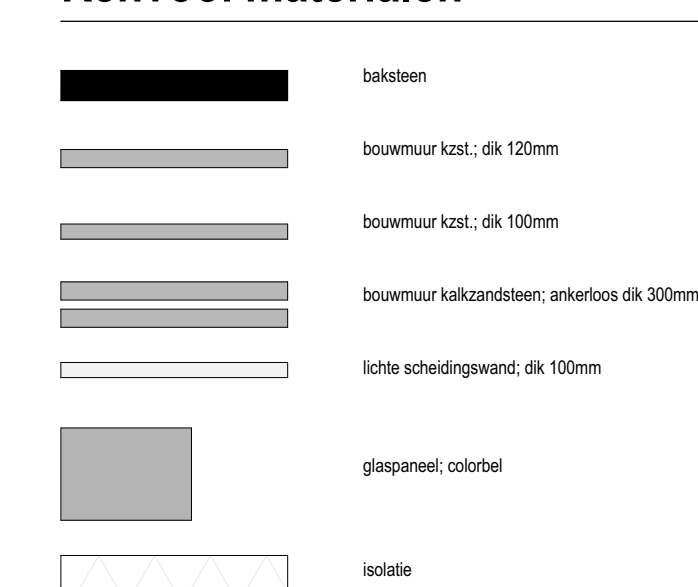 baksteen
bouwmuur kzst.; dik 120mm
bouwmuur kzst.; dik 100mm
bouwmuur kalkzandsteen; ankerloos dik 300mm
lichte scheidingswand; dik 100mm
glaspaneel; colorbel
isolatie